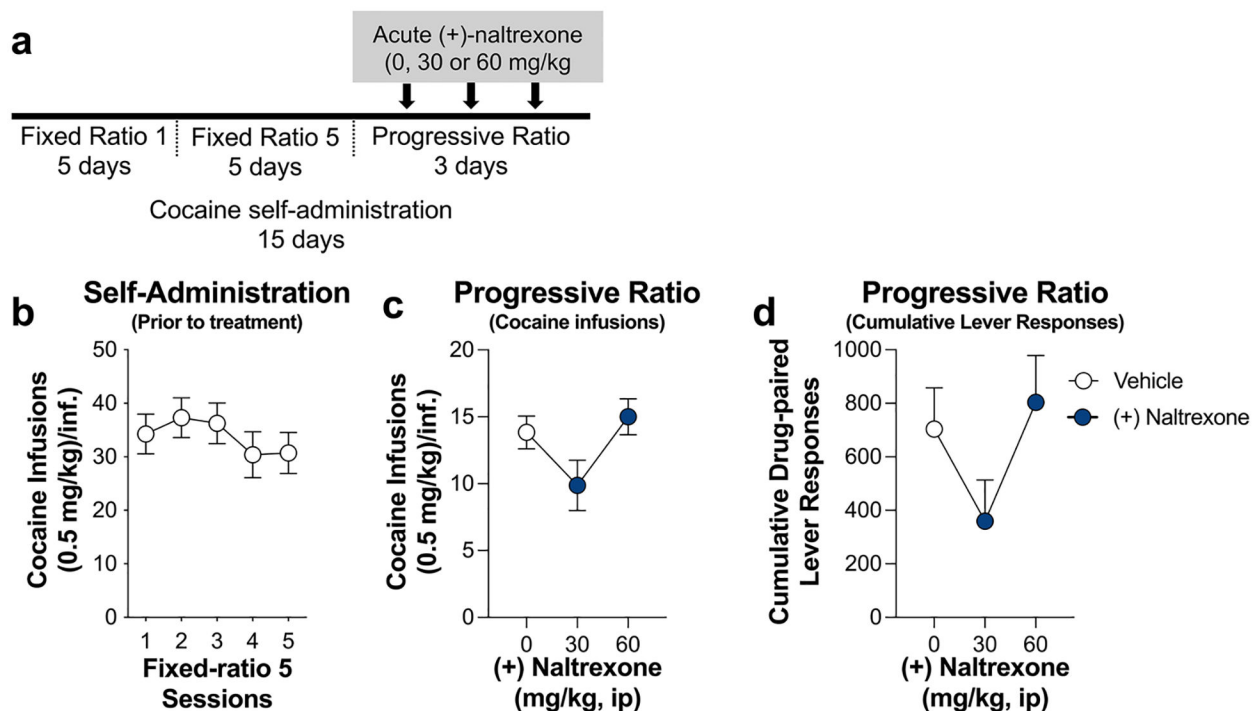 a
Acute (+)-naltrexone
(0, 30 or 60 mg/kg
Fixed Ratio 1
5 days
Fixed Ratio 5
5 days
Progressive Ratio
3 days
Cocaine self-administration
15 days
b
Self-Administration
(Prior to treatment)
Cocaine Infusions
(0.5 mg/kg)/inf.)
50
40
30
20
10
0
1 2 3 4 5
Fixed-ratio 5
Sessions
c
Progressive Ratio
(Cocaine infusions)
Cocaine Infusions
(0.5 mg/kg)/inf.)
20
15
10
5
0
0 30 60
(+) Naltrexone
(mg/kg, ip)
d
Progressive Ratio
(Cumulative Lever Responses)
Cumulative Drug-paired
Lever Responses
1000
800
600
400
200
0
0 30 60
(+) Naltrexone
(mg/kg, ip)
Vehicle
(+) Naltrexone